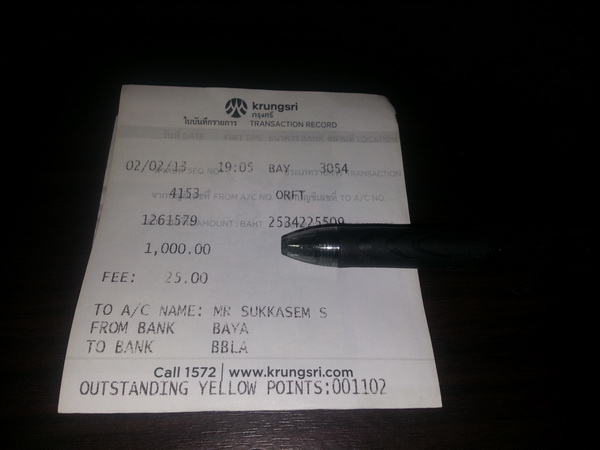 krungsri
กรุงศรี
ใบบันทึกรายการ TRANSACTION RECORD
02/02/13 19:05 BAY 3054
4153 ORFT
1261579 2534225509
1,000.00
FEE: 25.00
TO A/C NAME: MR SUKKASEM S
FROM BANK BAYA
TO BANK BBLA
Call 1572 | www.krungsri.com
OUTSTANDING YELLOW POINTS:001102